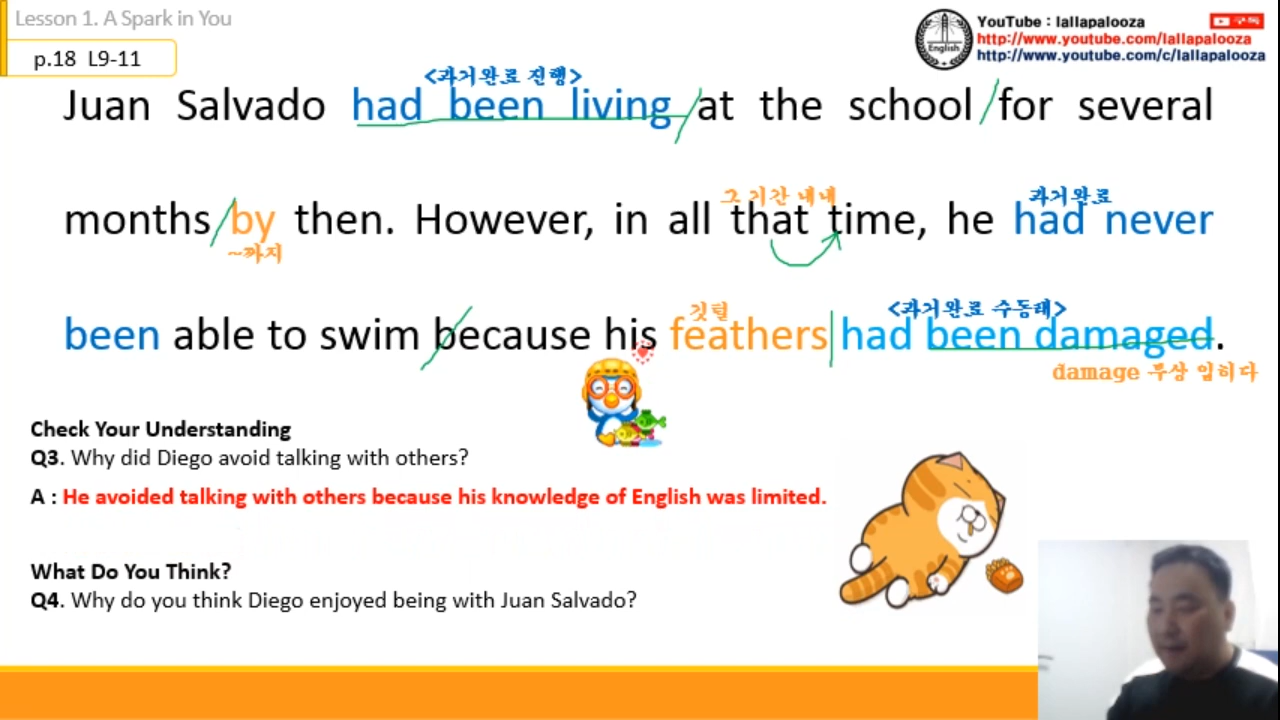 Lesson 1. A Spark in You
p.18 L9-11
English
YouTube : lallapalooza
구독
http://www.youtube.com/lallapalooza
http://www.youtube.com/c/lallapalooza
<과거완료 진행>
Juan Salvado had been living at the school for several
그 기간 내내
과거완료
months by then. However, in all that time, he had never
~까지
깃털
<과거완료 수동태>
been able to swim because his feathers had been damaged.
damage 무상 입히다
Check Your Understanding
Q3. Why did Diego avoid talking with others?
A : He avoided talking with others because his knowledge of English was limited.
What Do You Think?
Q4. Why do you think Diego enjoyed being with Juan Salvado?